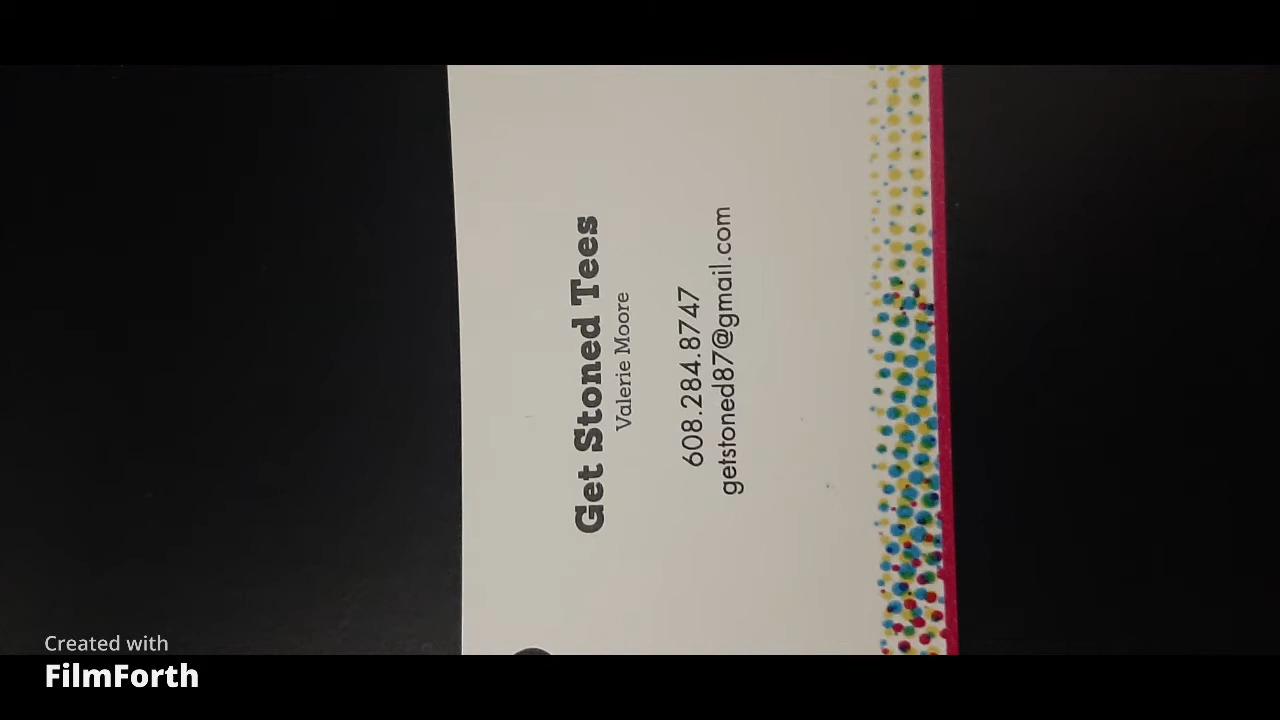 Get Stoned Tees
Valerie Moore
608.284.8747
getstoned87@gmail.com
Created with
FilmForth